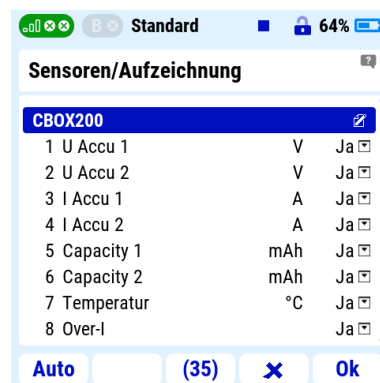 B Standard 64%
Sensoren/Aufzeichnung ?
CBOX200
1 U Accu 1 V Ja
2 U Accu 2 V Ja
3 I Accu 1 A Ja
4 I Accu 2 A Ja
5 Capacity 1 mAh Ja
6 Capacity 2 mAh Ja
7 Temperatur °C Ja
8 Over-I Ja
Auto (35) Ok